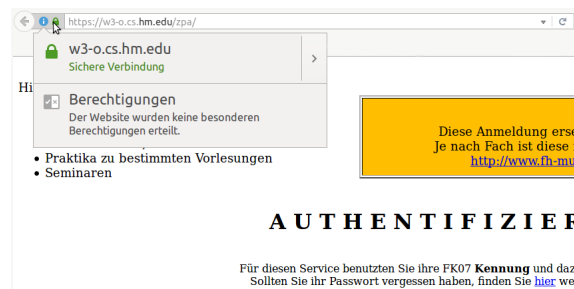 https://w3-o.cs.hm.edu/zpa/
w3-o.cs.hm.edu
Sichere Verbindung
Hi
Berechtigungen
Der Website wurden keine besonderen
Berechtigungen erteilt.
Diese Anmeldung erse
Je nach Fach ist diese
http://www.fh-mu
• Praktika zu bestimmten Vorlesungen
• Seminaren
AUTHENTIFIZIER
Für diesen Service benutzten Sie ihre FK07 Kennung und daz
Sollten Sie ihr Passwort vergessen haben, finden Sie hier we